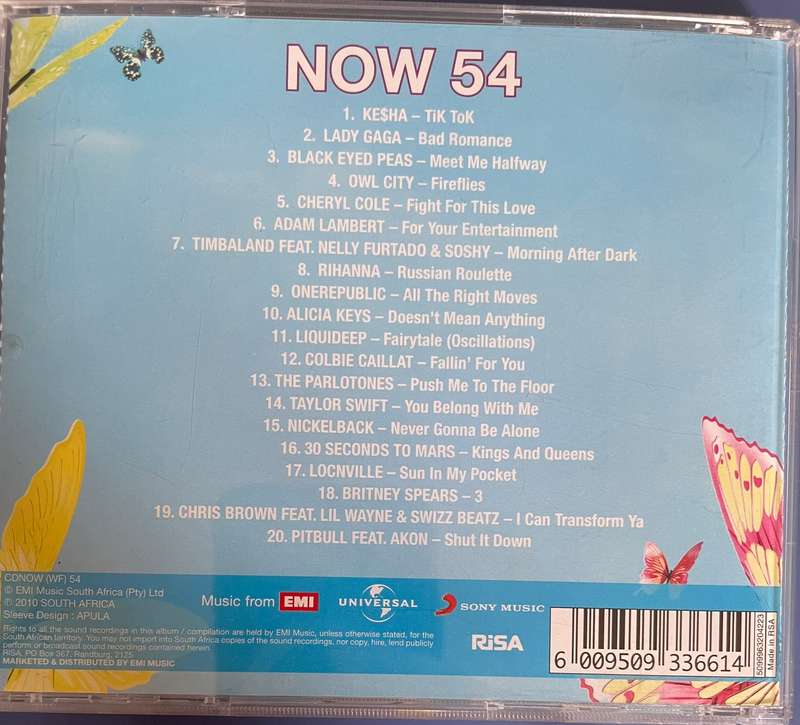 NOW 54
1. KE$HA – TiK ToK
2. LADY GAGA – Bad Romance
3. BLACK EYED PEAS – Meet Me Halfway
4. OWL CITY – Fireflies
5. CHERYL COLE – Fight For This Love
6. ADAM LAMBERT – For Your Entertainment
7. TIMBALAND FEAT. NELLY FURTADO & SOSHY – Morning After Dark
8. RIHANNA – Russian Roulette
9. ONEREPUBLIC – All The Right Moves
10. ALICIA KEYS – Doesn't Mean Anything
11. LIQUIDEEP – Fairytale (Oscillations)
12. COLBIE CAILLAT – Fallin' For You
13. THE PARLOTONES – Push Me To The Floor
14. TAYLOR SWIFT – You Belong With Me
15. NICKELBACK – Never Gonna Be Alone
16. 30 SECONDS TO MARS – Kings And Queens
17. LOCNVILLE – Sun In My Pocket
18. BRITNEY SPEARS – 3
19. CHRIS BROWN FEAT. LIL WAYNE & SWIZZ BEATZ – I Can Transform Ya
20. PITBULL FEAT. AKON – Shut It Down
CDNOW (WF) 54
© EMI Music South Africa (Pty) Ltd
℗ 2010 SOUTH AFRICA
Sleeve Design : APULA
Music from EMI UNIVERSAL SONY MUSIC
Rights to all the sound recordings in this album / compilation are held by EMI Music, unless otherwise stated, for the
South African territory. You may not import into South Africa copies of the sound recordings, nor copy, hire, lend publicly
perform or broadcast sound recordings contained herein.
RiSA, PO Box 367, Randburg, 2125
MARKETED & DISTRIBUTED BY EMI MUSIC
RiSA
6 009509 336614
5099963204223
Made in RSA